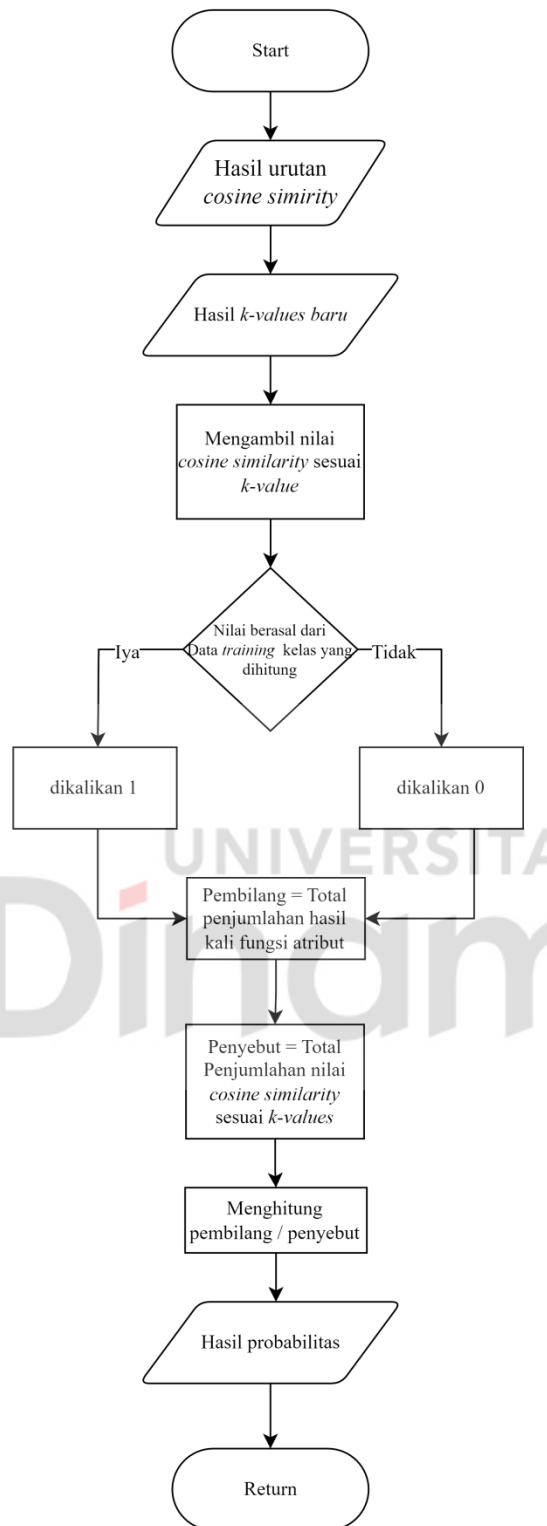 Start
Hasil urutan
cosine simirity
Hasil k-values baru
Mengambil nilai
cosine similarity sesuai
k-value
Nilai berasal dari
Data training kelas yang
dihitung
Iya
Tidak
dikalikan 1
dikalikan 0
UNIVERSITA
Dinam
Pembilang = Total
penjumlahan hasil
kali fungsi atribut
Penyebut = Total
Penjumlahan nilai
cosine similarity
sesuai k-values
Menghitung
pembilang / penyebut
Hasil probabilitas
Return